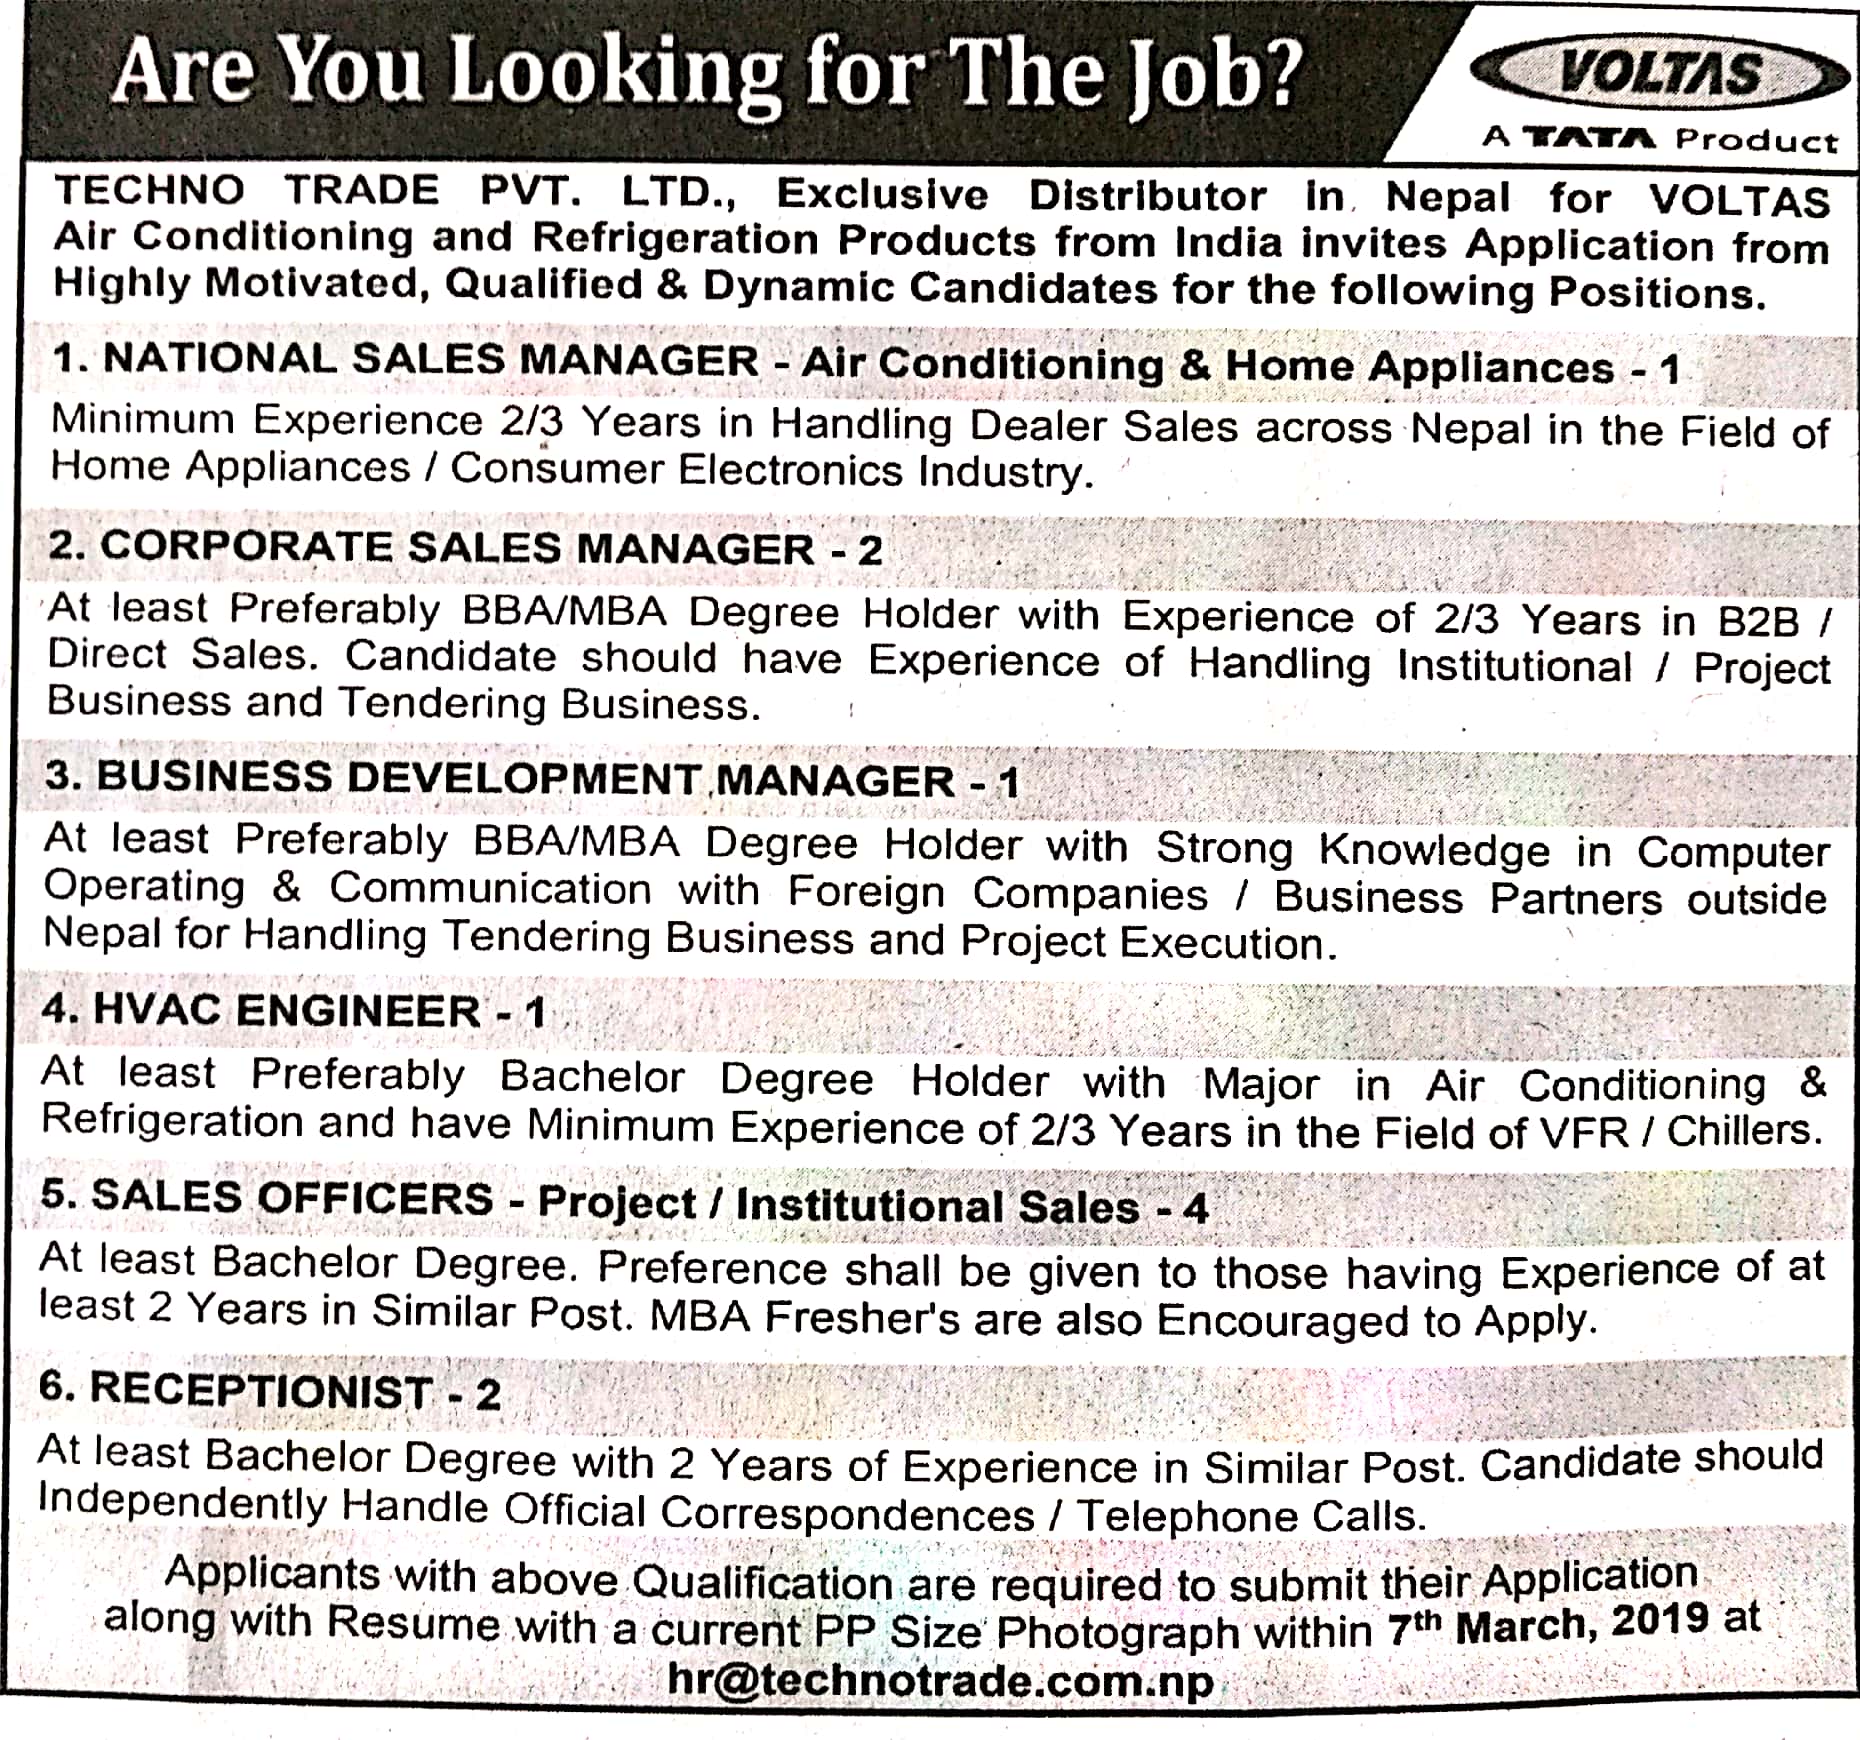 Are You Looking for The Job?
VOLTAS
A TATA Product
TECHNO TRADE PVT. LTD., Exclusive Distributor in Nepal for VOLTAS
Air Conditioning and Refrigeration Products from India invites Application from
Highly Motivated, Qualified & Dynamic Candidates for the following Positions.
1. NATIONAL SALES MANAGER - Air Conditioning & Home Appliances - 1
Minimum Experience 2/3 Years in Handling Dealer Sales across Nepal in the Field of
Home Appliances / Consumer Electronics Industry.
2. CORPORATE SALES MANAGER - 2
At least Preferably BBA/MBA Degree Holder with Experience of 2/3 Years in B2B /
Direct Sales. Candidate should have Experience of Handling Institutional / Project
Business and Tendering Business.
3. BUSINESS DEVELOPMENT MANAGER - 1
At least Preferably BBA/MBA Degree Holder with Strong Knowledge in Computer
Operating & Communication with Foreign Companies / Business Partners outside
Nepal for Handling Tendering Business and Project Execution.
4. HVAC ENGINEER - 1
At least Preferably Bachelor Degree Holder with Major in Air Conditioning &
Refrigeration and have Minimum Experience of 2/3 Years in the Field of VFR / Chillers.
5. SALES OFFICERS - Project / Institutional Sales - 4
At least Bachelor Degree. Preference shall be given to those having Experience of at
least 2 Years in Similar Post. MBA Fresher's are also Encouraged to Apply.
6. RECEPTIONIST - 2
At least Bachelor Degree with 2 Years of Experience in Similar Post. Candidate should
Independently Handle Official Correspondences / Telephone Calls.
Applicants with above Qualification are required to submit their Application
along with Resume with a current PP Size Photograph within 7th March, 2019 at
hr@technotrade.com.np